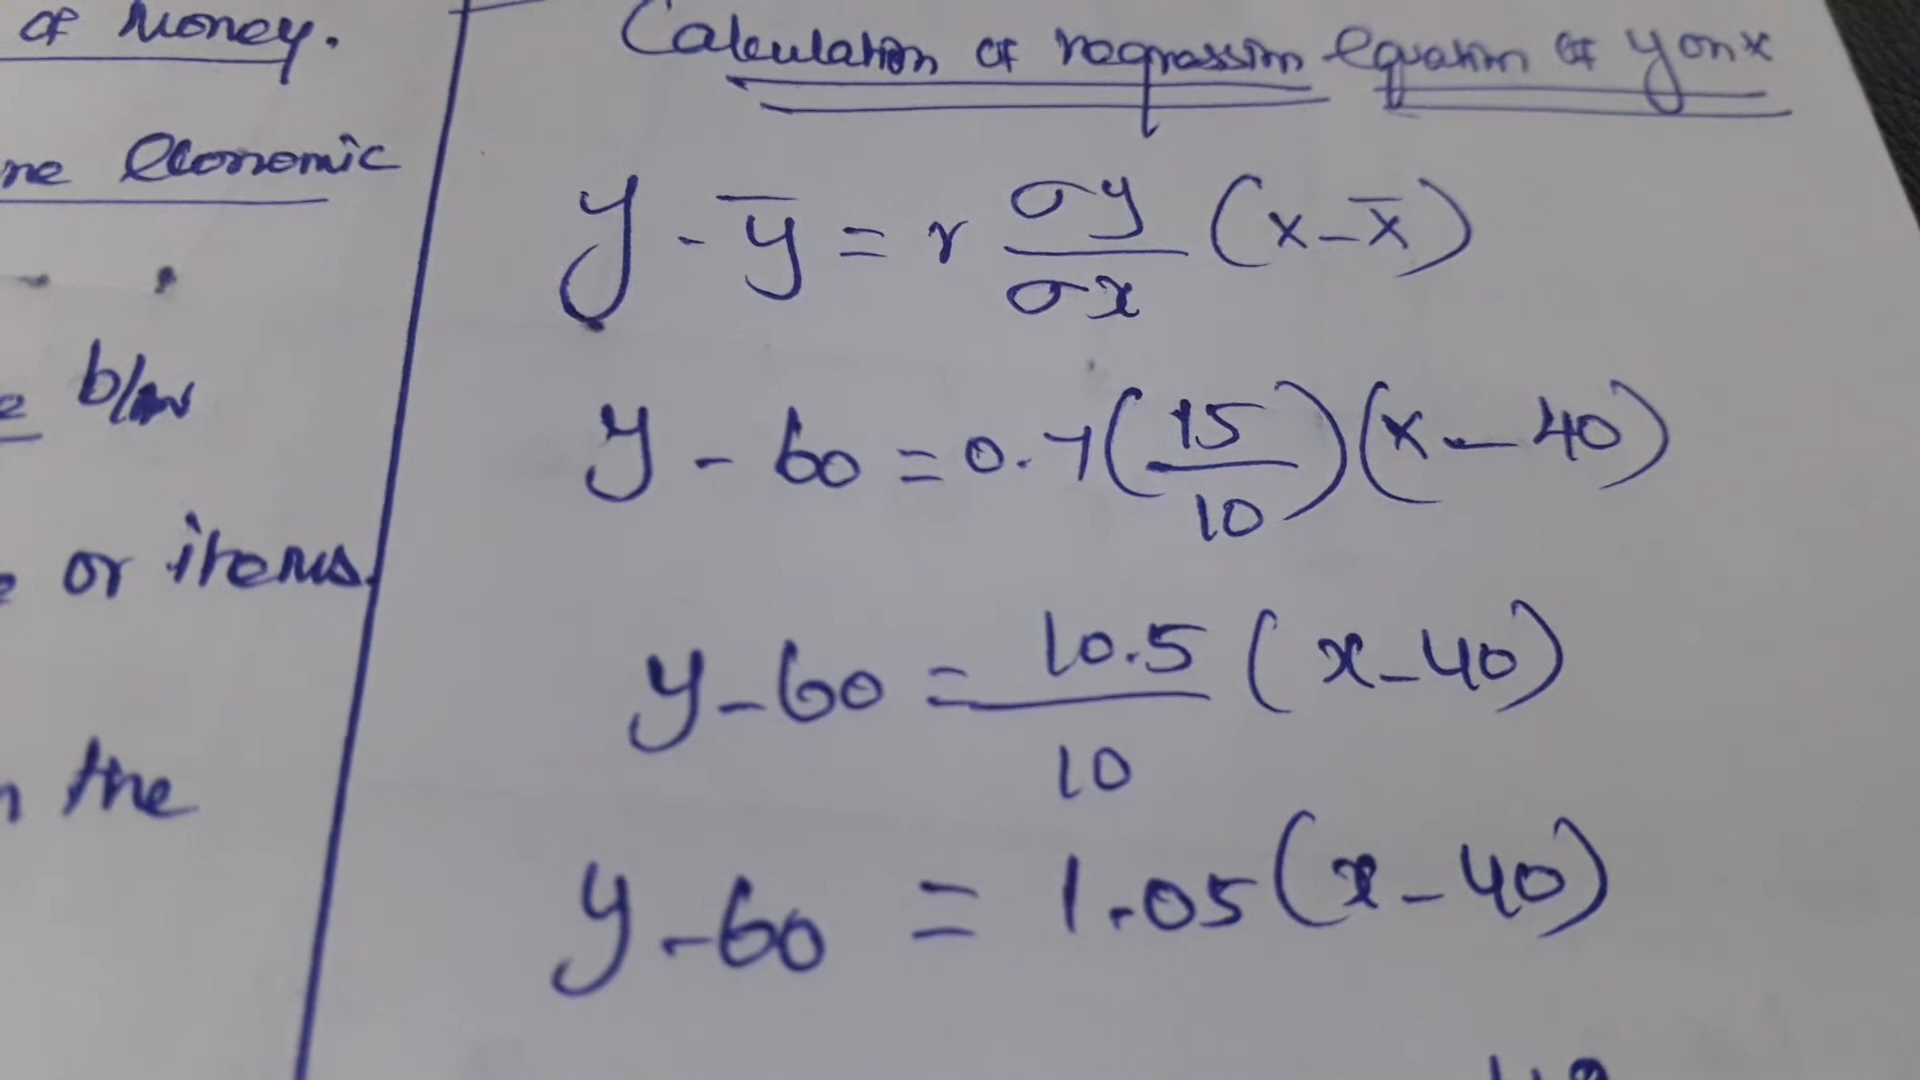 of Money.
ne Economic
b/w
or items.
the
Calculation of regression equation of y on x
y - ȳ = r σy/σx (x - x̄)
y - 60 = 0.7 (15/10) (x - 40)
y - 60 = 10.5/10 (x - 40)
y - 60 = 1.05 (x - 40)